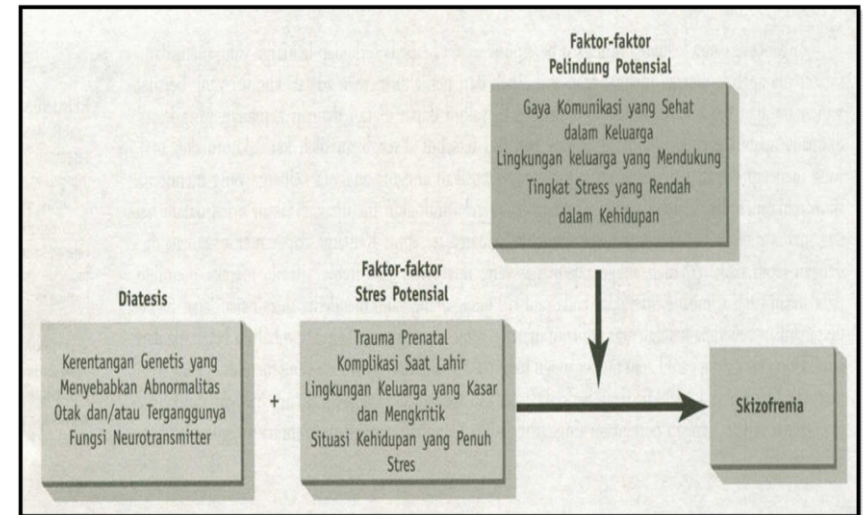 Faktor-faktor
Pelindung Potensial
Gaya Komunikasi yang Sehat
dalam Keluarga
Lingkungan keluarga yang Mendukung
Tingkat Stress yang Rendah
dalam Kehidupan
Diatesis
Kerentangan Genetis yang
Menyebabkan Abnormalitas
Otak dan/atau Terganggunya
Fungsi Neurotransmitter
+
Faktor-faktor
Stres Potensial
Trauma Prenatal
Komplikasi Saat Lahir
Lingkungan Keluarga yang Kasar
dan Mengkritik
Situasi Kehidupan yang Penuh
Stres
Skizofrenia